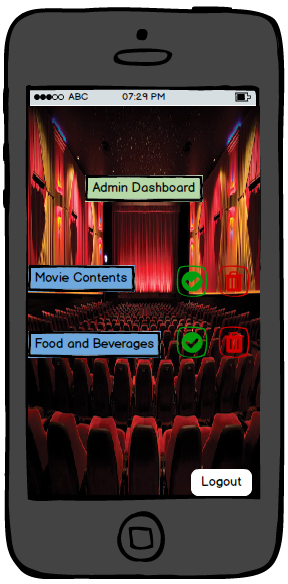 ABC 07:29 PM
Admin Dashboard
Movie Contents
Food and Beverages
Logout